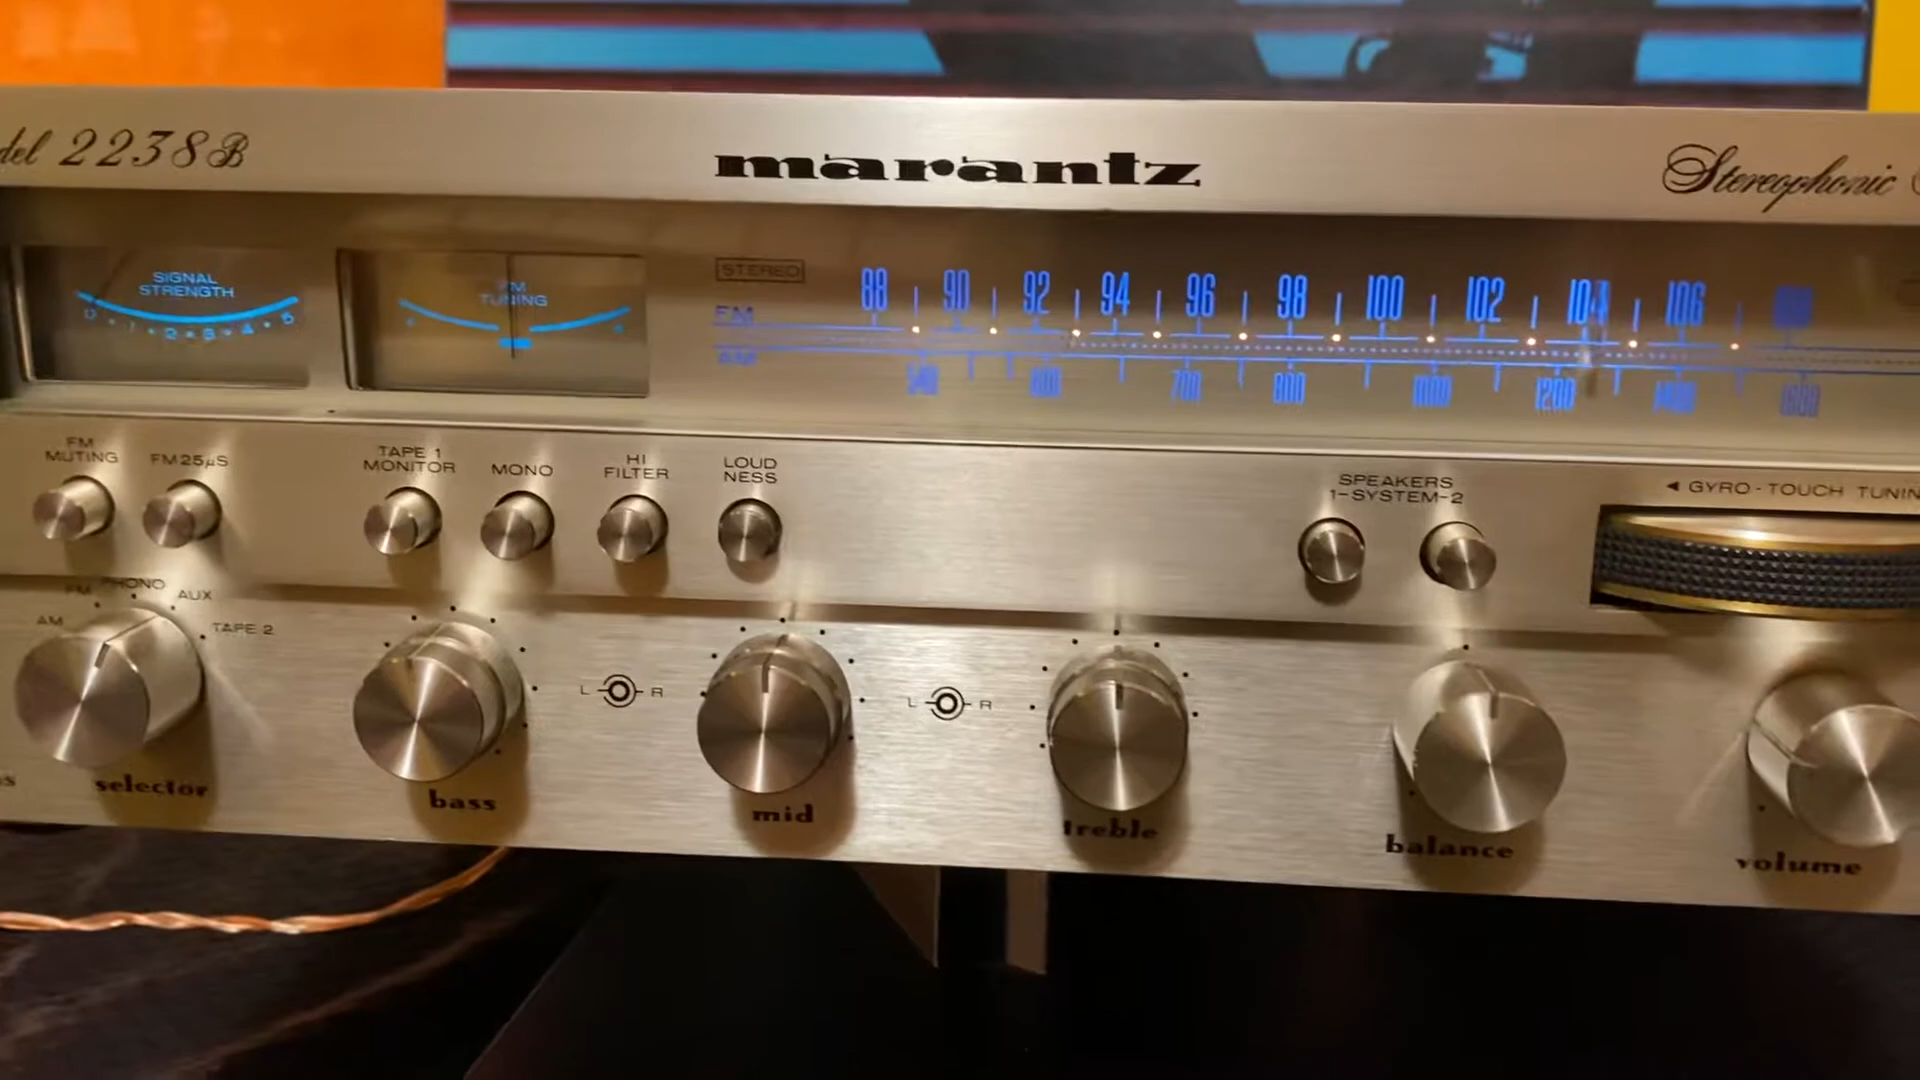 del 2238B
marantz
Stereophonic
SIGNAL
STRENGTH
0 1 2 3 4 5
FM
TUNING
STEREO
FM
88 90 92 94 96 98 100 102 104 106 108
AM
540 600 700 800 1000 1200 1400 1600
FM
MUTING
FM25µS
TAPE 1
MONITOR
MONO
HI
FILTER
LOUD
NESS
SPEAKERS
1-SYSTEM-2
◄ GYRO-TOUCH TUNIN
AM
FM
PHONO
AUX
TAPE 2
L R
L R
selector
bass
mid
treble
balance
volume